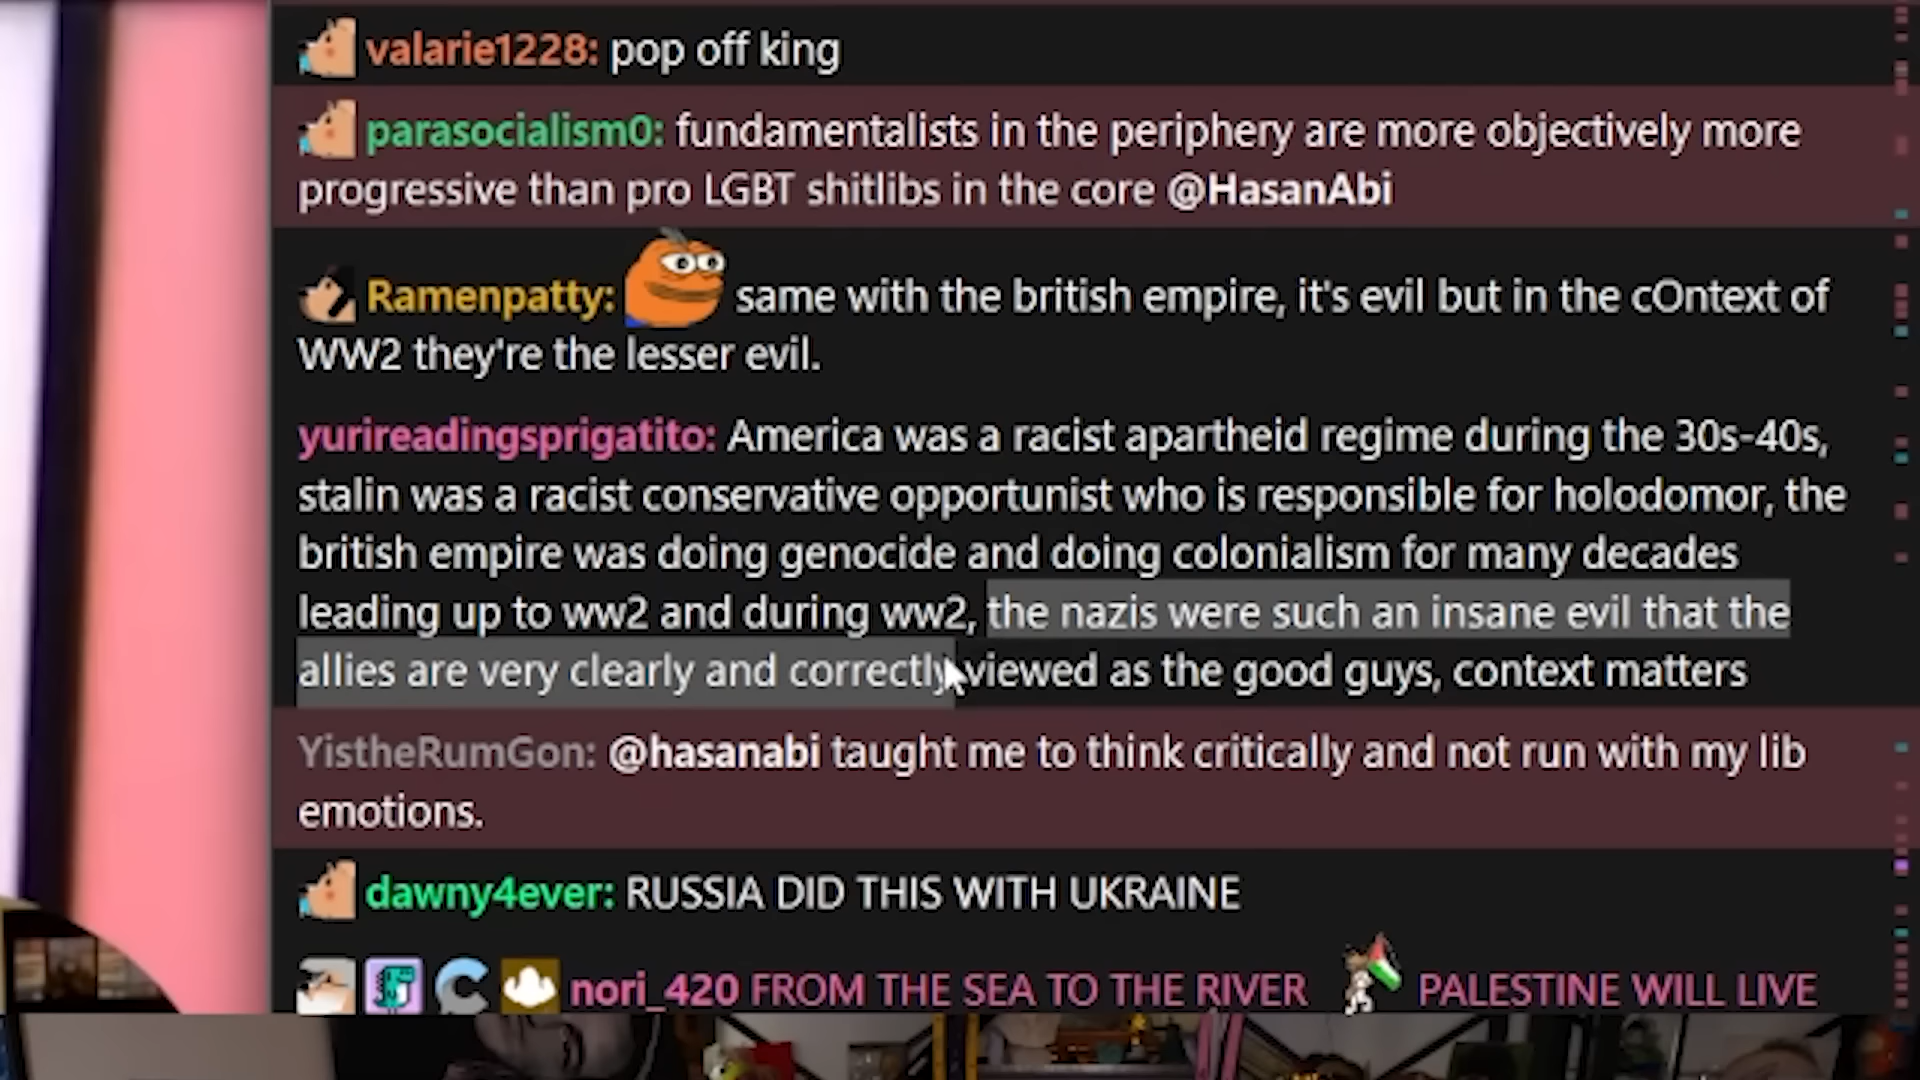 valarie1228: pop off king
parasocialism0: fundamentalists in the periphery are more objectively more
progressive than pro LGBT shitlibs in the core @HasanAbi
Ramenpatty: same with the british empire, it's evil but in the cOntext of
WW2 they're the lesser evil.
yurireadingsprigatito: America was a racist apartheid regime during the 30s-40s,
stalin was a racist conservative opportunist who is responsible for holodomor, the
british empire was doing genocide and doing colonialism for many decades
leading up to ww2 and during ww2, the nazis were such an insane evil that the
allies are very clearly and correctly viewed as the good guys, context matters
YistheRumGon: @hasanabi taught me to think critically and not run with my lib
emotions.
dawny4ever: RUSSIA DID THIS WITH UKRAINE
nori_420 FROM THE SEA TO THE RIVER PALESTINE WILL LIVE